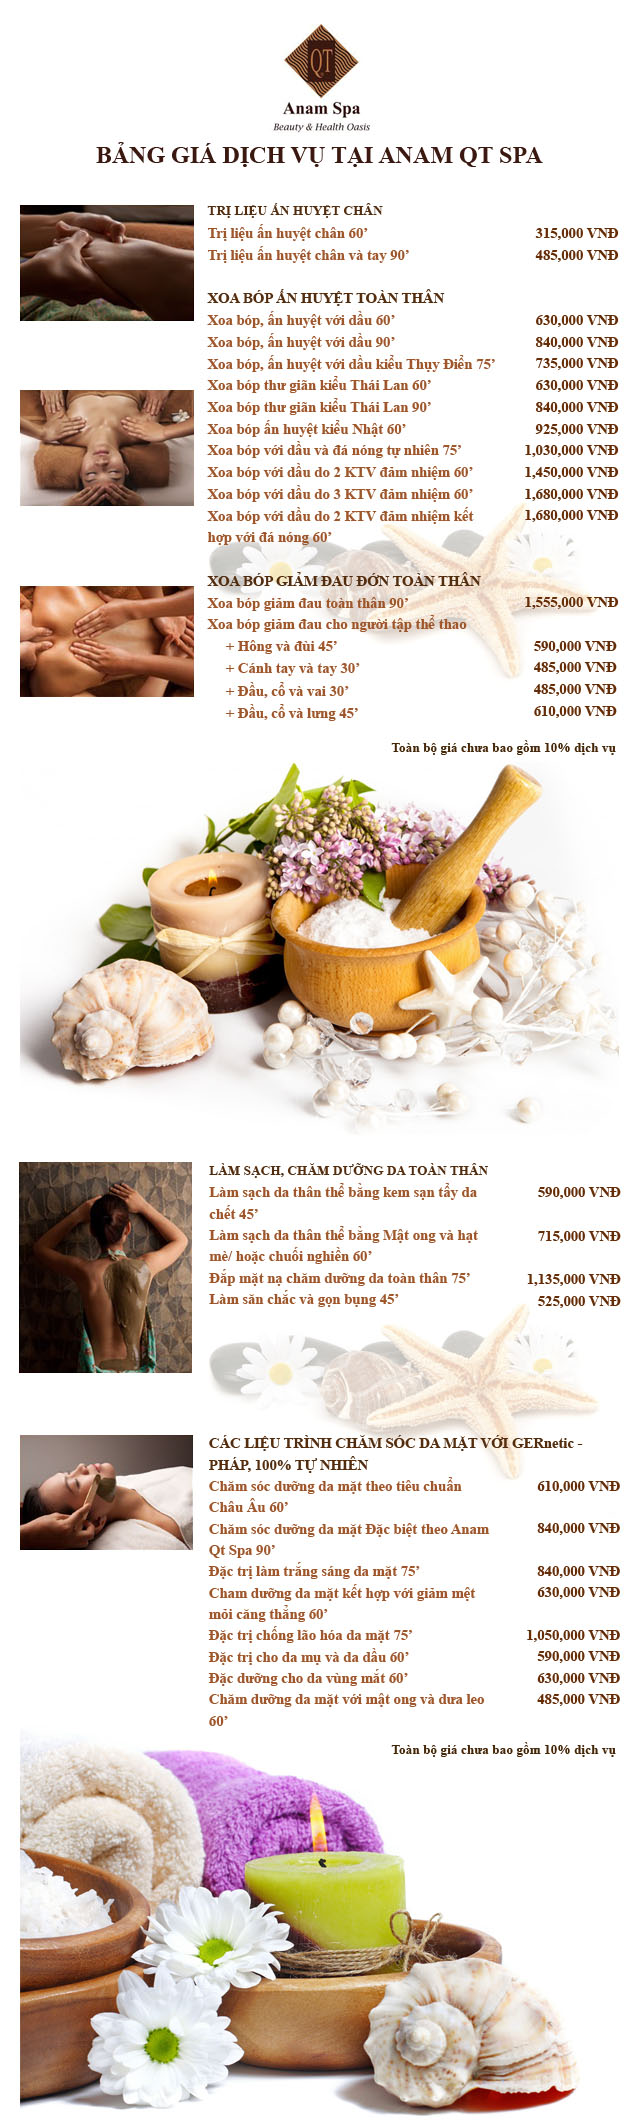 QT
Anam Spa
Beauty & Health Oasis
BẢNG GIÁ DỊCH VỤ TẠI ANAM QT SPA
TRỊ LIỆU ẤN HUYỆT CHÂN
Trị liệu ấn huyệt chân 60’ 315,000 VNĐ
Trị liệu ấn huyệt chân và tay 90’ 485,000 VNĐ
XOA BÓP ẤN HUYỆT TOÀN THÂN
Xoa bóp, ấn huyệt với dầu 60’ 630,000 VNĐ
Xoa bóp, ấn huyệt với dầu 90’ 840,000 VNĐ
Xoa bóp, ấn huyệt với dầu kiểu Thụy Điển 75’ 735,000 VNĐ
Xoa bóp thư giãn kiểu Thái Lan 60’ 630,000 VNĐ
Xoa bóp thư giãn kiểu Thái Lan 90’ 840,000 VNĐ
Xoa bóp ấn huyệt kiểu Nhật 60’ 925,000 VNĐ
Xoa bóp với dầu và đá nóng tự nhiên 75’ 1,030,000 VNĐ
Xoa bóp với dầu do 2 KTV đảm nhiệm 60’ 1,450,000 VNĐ
Xoa bóp với dầu do 3 KTV đảm nhiệm 60’ 1,680,000 VNĐ
Xoa bóp với dầu do 2 KTV đảm nhiệm kết 1,680,000 VNĐ
hợp với đá nóng 60’
XOA BÓP GIẢM ĐAU ĐỚN TOÀN THÂN
Xoa bóp giảm đau toàn thân 90’ 1,555,000 VNĐ
Xoa bóp giảm đau cho người tập thể thao
+ Hông và đùi 45’ 590,000 VNĐ
+ Cánh tay và tay 30’ 485,000 VNĐ
+ Đầu, cổ và vai 30’ 485,000 VNĐ
+ Đầu, cổ và lưng 45’ 610,000 VNĐ
Toàn bộ giá chưa bao gồm 10% dịch vụ
LÀM SẠCH, CHĂM DƯỠNG DA TOÀN THÂN
Làm sạch da thân thể bằng kem sạn tẩy da 590,000 VNĐ
chết 45’
Làm sạch da thân thể bằng Mật ong và hạt 715,000 VNĐ
mè/ hoặc chuối nghiền 60’
Đắp mặt nạ chăm dưỡng da toàn thân 75’ 1,135,000 VNĐ
Làm săn chắc và gọn bụng 45’ 525,000 VNĐ
CÁC LIỆU TRÌNH CHĂM SÓC DA MẶT VỚI GERnetic -
PHÁP, 100% TỰ NHIÊN
Chăm sóc dưỡng da mặt theo tiêu chuẩn 610,000 VNĐ
Châu Âu 60’
Chăm sóc dưỡng da mặt Đặc biệt theo Anam 840,000 VNĐ
Qt Spa 90’
Đặc trị làm trắng sáng da mặt 75’ 840,000 VNĐ
Cham dưỡng da mặt kết hợp với giảm mệt 630,000 VNĐ
mỏi căng thẳng 60’
Đặc trị chống lão hóa da mặt 75’ 1,050,000 VNĐ
Đặc trị cho da mụ và da dầu 60’ 590,000 VNĐ
Đặc dưỡng cho da vùng mắt 60’ 630,000 VNĐ
Chăm dưỡng da mặt với mật ong và dưa leo 485,000 VNĐ
60’
Toàn bộ giá chưa bao gồm 10% dịch vụ